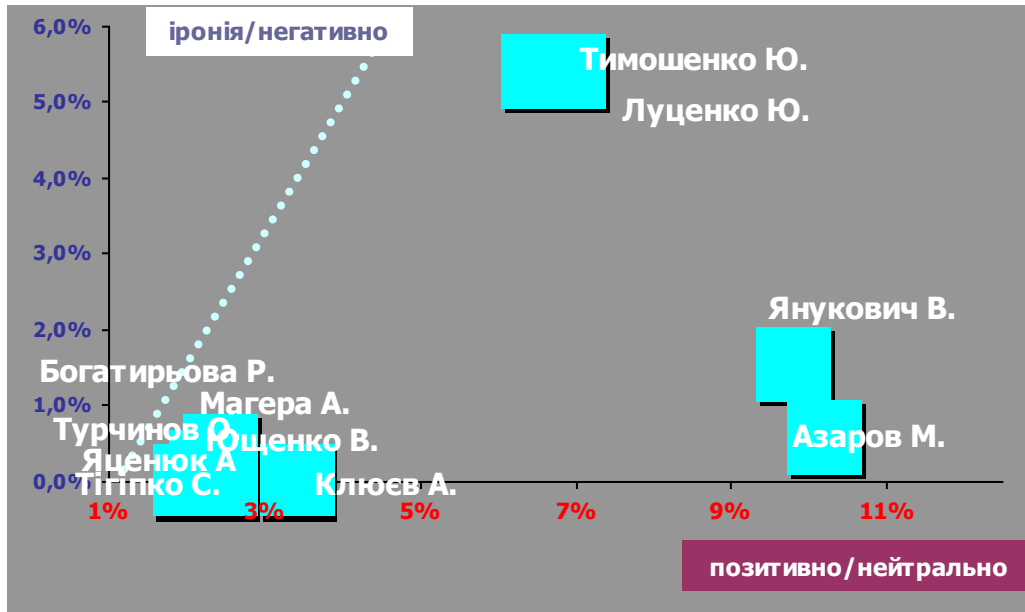 6,0%
іронія/негативно
Тимошенко Ю.
5,0%
Луценко Ю.
4,0%
3,0%
Янукович В.
2,0%
Богатирьова Р.
1,0%
Магера А.
Турчинов О.
Ющенко В.
Азаров М.
Яценюк А
0,0%
Тігіпко С.
Клюєв А.
1%
3%
5%
7%
9%
11%
позитивно/нейтрально